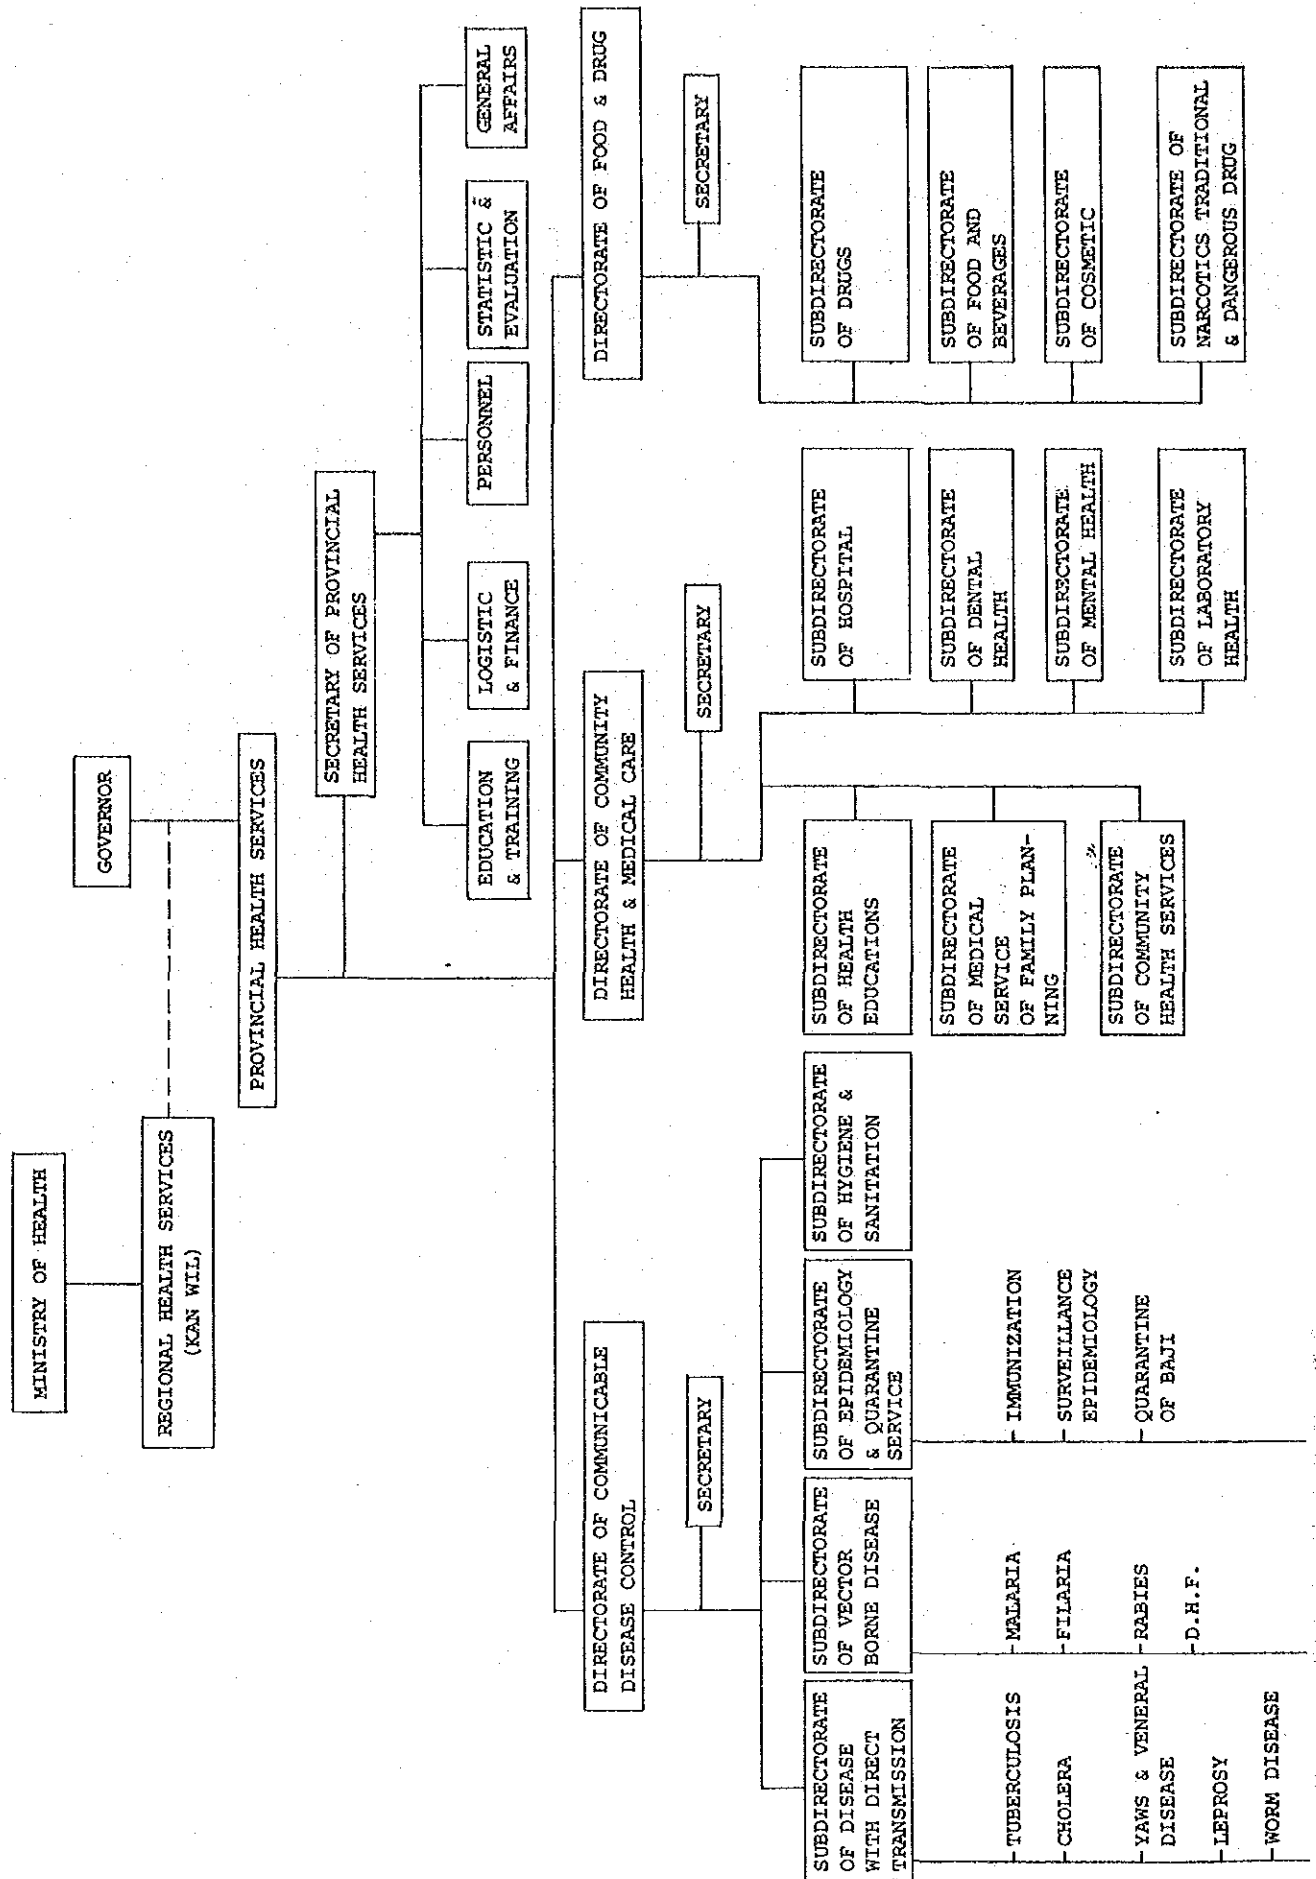 MINISTRY OF HEALTH
REGIONAL HEALTH SERVICES
(KAN WIL)
GOVERNOR
PROVINCIAL HEALTH SERVICES
SECRETARY OF PROVINCIAL
HEALTH SERVICES
EDUCATION
& TRAINING
LOGISTIC
& FINANCE
PERSONNEL
STATISTIC &
EVALUATION
GENERAL
AFFAIRS
DIRECTORATE OF COMMUNICABLE
DISEASE CONTROL
DIRECTORATE OF COMMUNITY
HEALTH & MEDICAL CARE
DIRECTORATE OF FOOD & DRUG
SECRETARY
SECRETARY
SECRETARY
SUBDIRECTORATE
OF DISEASE
WITH DIRECT
TRANSMISSION
SUBDIRECTORATE
OF VECTOR
BORNE DISEASE
SUBDIRECTORATE
OF EPIDEMIOLOGY
& QUARANTINE
SERVICE
SUBDIRECTORATE
OF HYGIENE &
SANITATION
SUBDIRECTORATE
OF HEALTH
EDUCATIONS
SUBDIRECTORATE
OF MEDICAL
SERVICE
OF FAMILY PLAN-
NING
SUBDIRECTORATE
OF COMMUNITY
HEALTH SERVICES
SUBDIRECTORATE
OF HOSPITAL
SUBDIRECTORATE
OF DENTAL
HEALTH
SUBDIRECTORATE
OF MENTAL HEALTH
SUBDIRECTORATE
OF LABORATORY
HEALTH
SUBDIRECTORATE
OF DRUGS
SUBDIRECTORATE
OF FOOD AND
BEVERAGES
SUBDIRECTORATE
OF COSMETIC
SUBDIRECTORATE OF
NARCOTICS TRADITIONAL
& DANGEROUS DRUG
TUBERCULOSIS
CHOLERA
YAWS & VENERAL
DISEASE
LEPROSY
WORM DISEASE
MALARIA
FILARIA
RABIES
D.H.F.
IMMUNIZATION
SURVEILLANCE
EPIDEMIOLOGY
QUARANTINE
OF BAJI